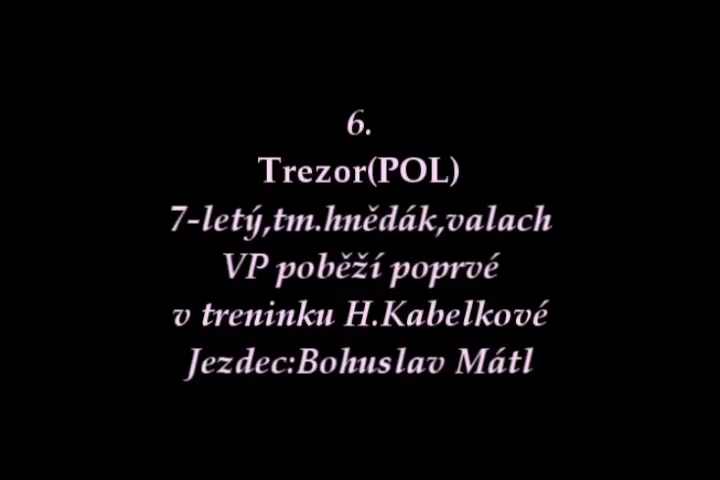 6.
Trezor(POL)
7-letý,tm.hnědák,valach
VP poběží poprvé
v treninku H.Kabelkové
Jezdec:Bohuslav Mátl